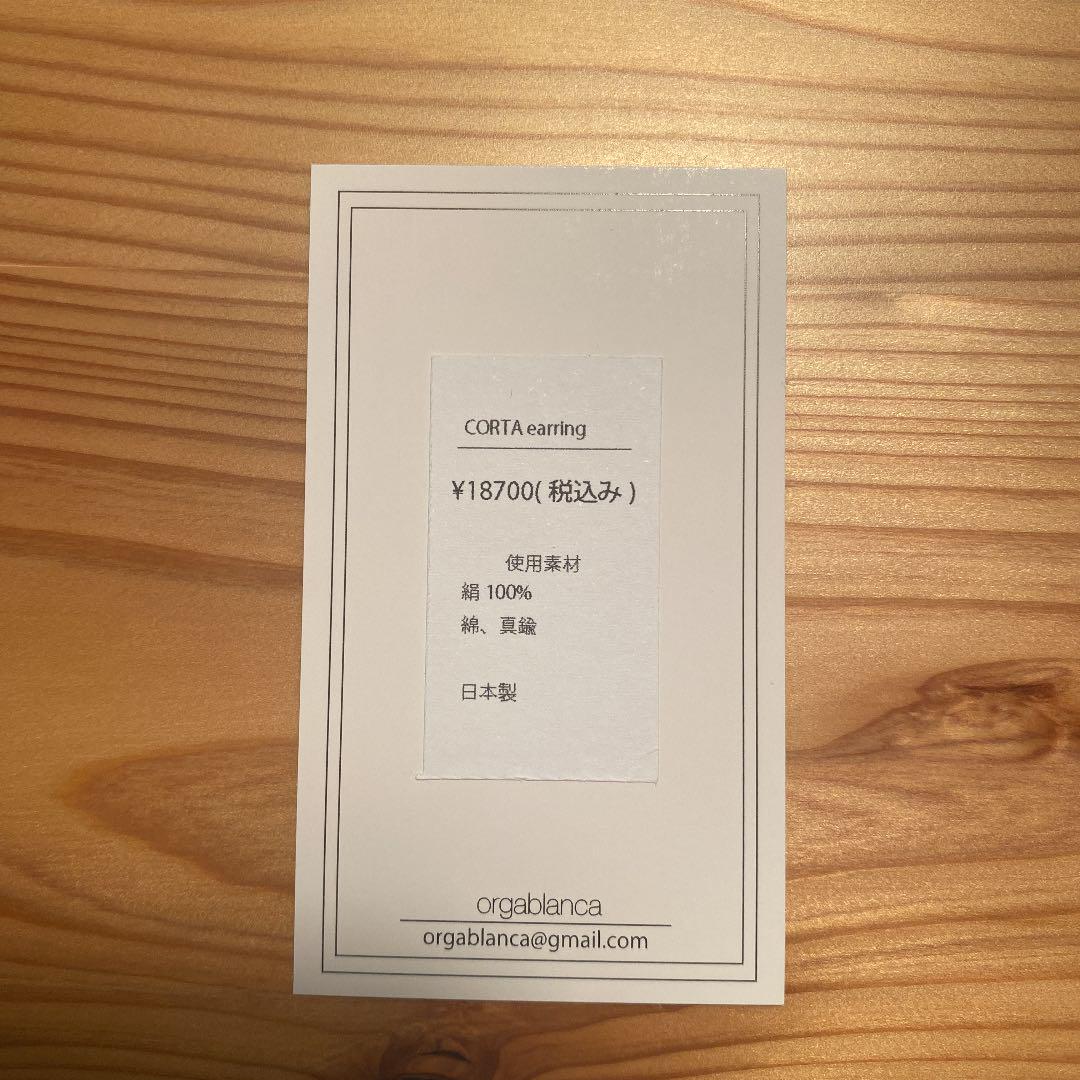 CORTA earring
¥18700( 税込み )
使用素材
絹 100%
綿、真鍮
日本製
orgablanca
orgablanca@gmail.com